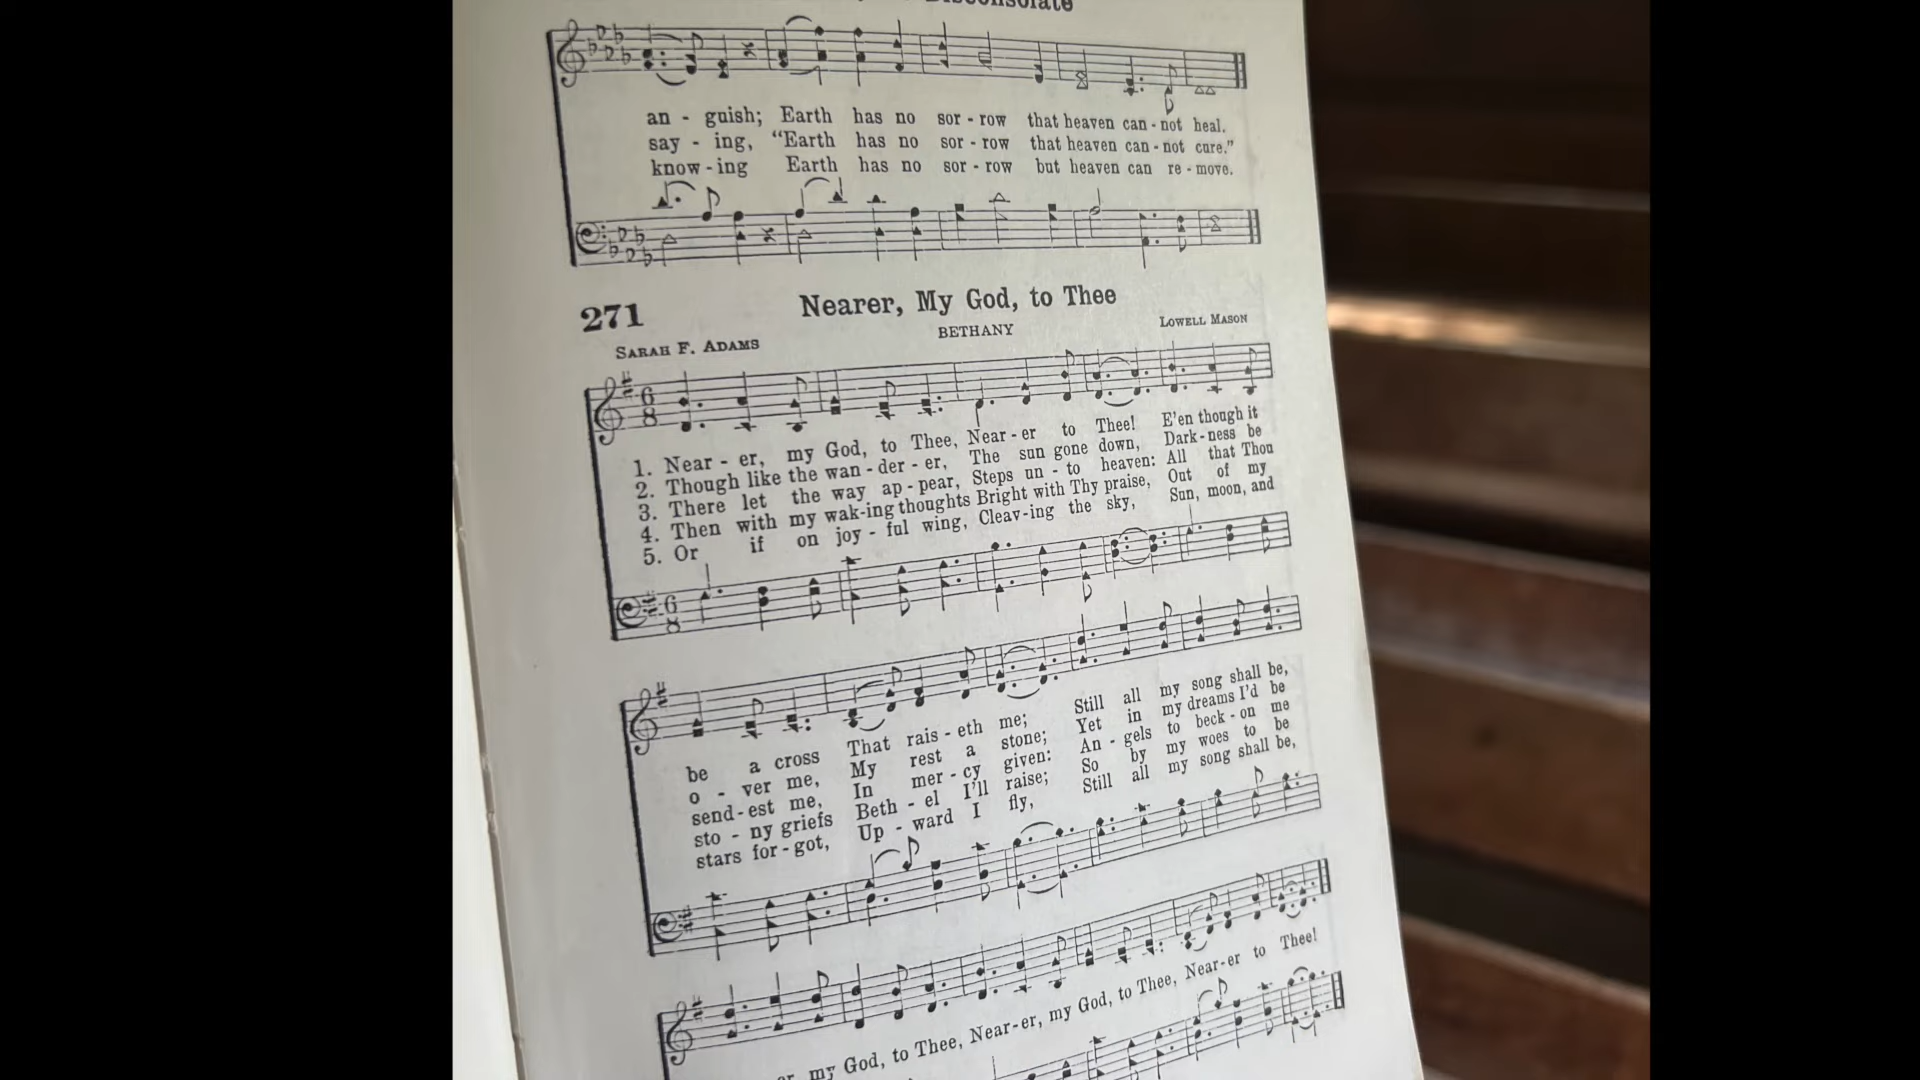 Disconsolate
an - guish; Earth has no sor - row that heaven can - not heal.
say - ing, “Earth has no sor - row that heaven can - not cure.”
know - ing Earth has no sor - row but heaven can re - move.
271 Nearer, My God, to Thee
SARAH F. ADAMS BETHANY LOWELL MASON
6 8
1. Near - er, my God, to Thee, Near - er to Thee! E’en though it
2. Though like the wan - der - er, The sun gone down, Dark - ness be
3. There let the way ap - pear, Steps un - to heaven: All that Thou
4. Then with my wak - ing thoughts Bright with Thy praise, Out of my
5. Or if on joy - ful wing, Cleav - ing the sky, Sun, moon, and
6 8
be a cross That rais - eth me; Still all my song shall be,
o - ver me, My rest a stone; Yet in my dreams I’d be
send - est me, In mer - cy given: An - gels to beck - on me
sto - ny griefs Beth - el I’ll raise; So by my woes to be
stars for - got, Up - ward I fly, Still all my song shall be,
my God, to Thee, Near - er, my God, to Thee, Near - er to Thee!